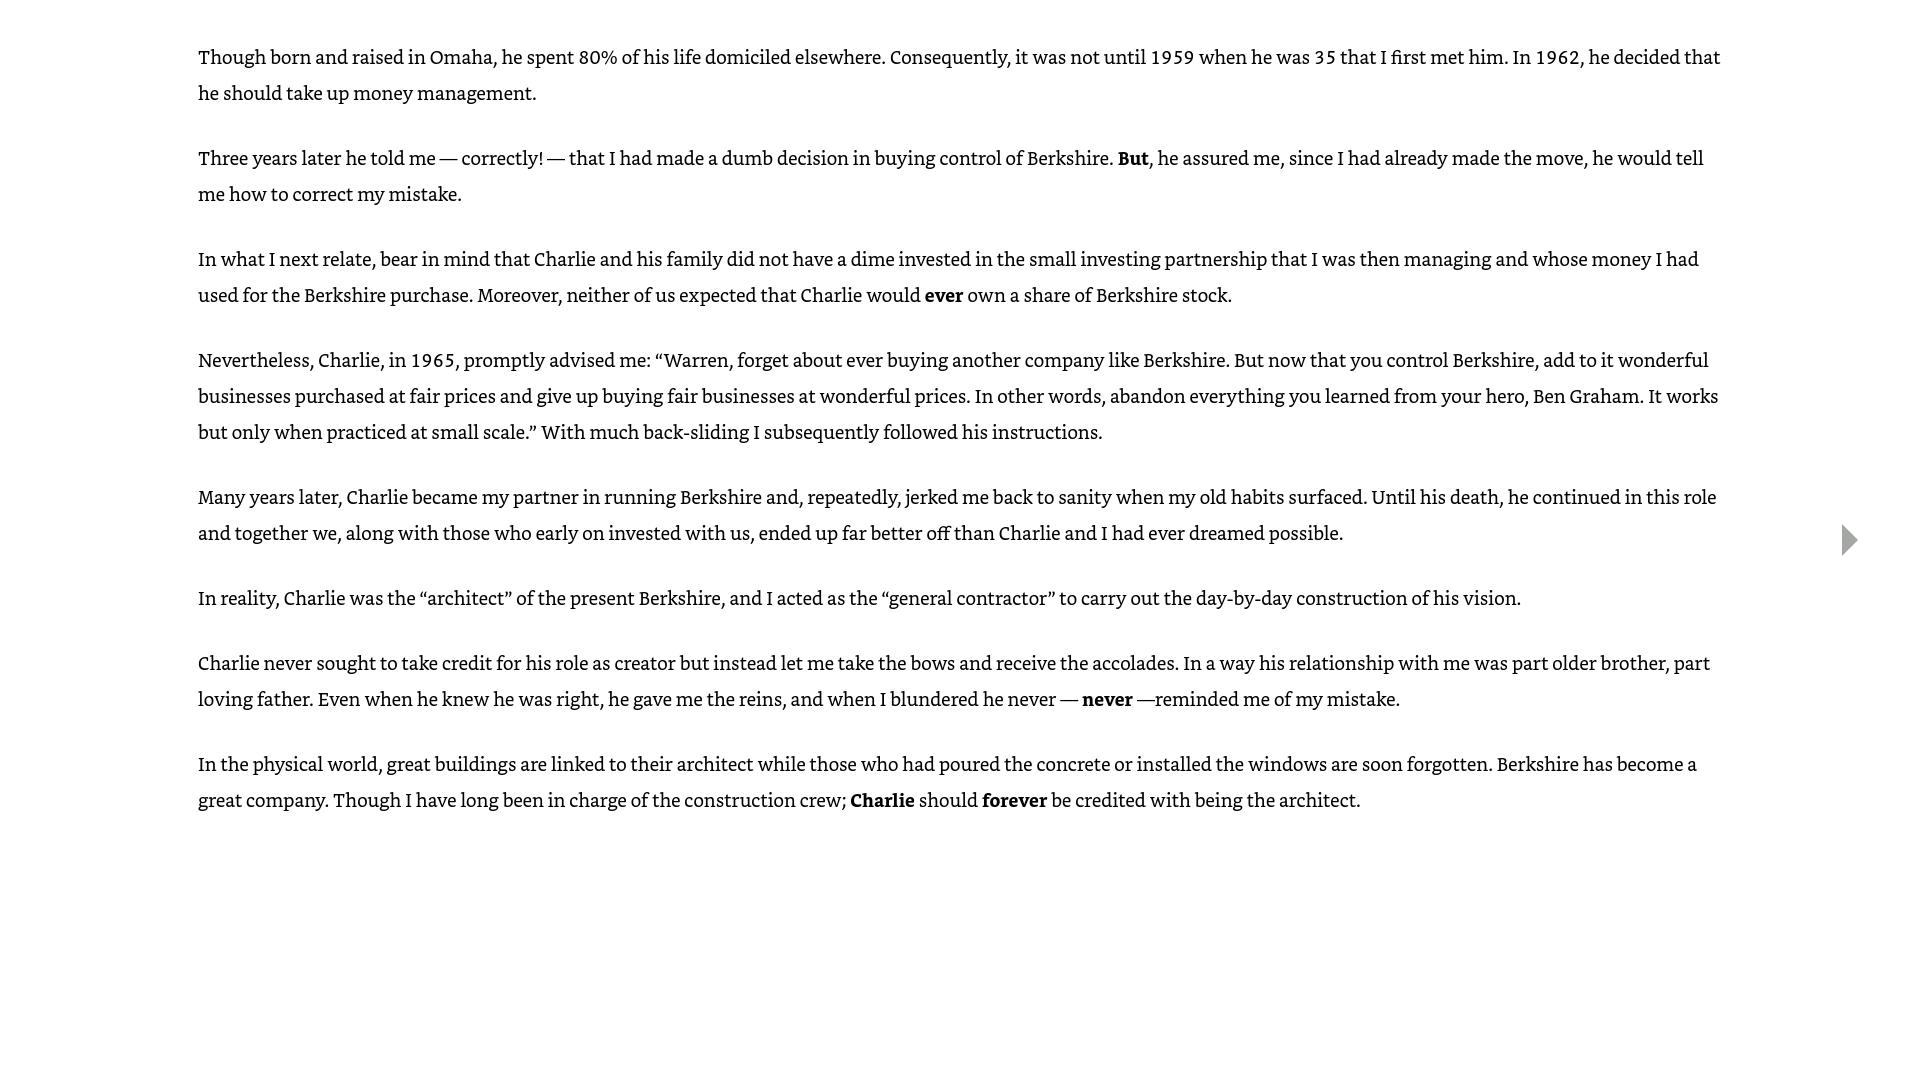 Though born and raised in Omaha, he spent 80% of his life domiciled elsewhere. Consequently, it was not until 1959 when he was 35 that I first met him. In 1962, he decided that
he should take up money management.
Three years later he told me — correctly! — that I had made a dumb decision in buying control of Berkshire. But, he assured me, since I had already made the move, he would tell
me how to correct my mistake.
In what I next relate, bear in mind that Charlie and his family did not have a dime invested in the small investing partnership that I was then managing and whose money I had
used for the Berkshire purchase. Moreover, neither of us expected that Charlie would ever own a share of Berkshire stock.
Nevertheless, Charlie, in 1965, promptly advised me: “Warren, forget about ever buying another company like Berkshire. But now that you control Berkshire, add to it wonderful
businesses purchased at fair prices and give up buying fair businesses at wonderful prices. In other words, abandon everything you learned from your hero, Ben Graham. It works
but only when practiced at small scale.” With much back-sliding I subsequently followed his instructions.
Many years later, Charlie became my partner in running Berkshire and, repeatedly, jerked me back to sanity when my old habits surfaced. Until his death, he continued in this role
and together we, along with those who early on invested with us, ended up far better off than Charlie and I had ever dreamed possible.
In reality, Charlie was the “architect” of the present Berkshire, and I acted as the “general contractor” to carry out the day-by-day construction of his vision.
Charlie never sought to take credit for his role as creator but instead let me take the bows and receive the accolades. In a way his relationship with me was part older brother, part
loving father. Even when he knew he was right, he gave me the reins, and when I blundered he never — never —reminded me of my mistake.
In the physical world, great buildings are linked to their architect while those who had poured the concrete or installed the windows are soon forgotten. Berkshire has become a
great company. Though I have long been in charge of the construction crew; Charlie should forever be credited with being the architect.